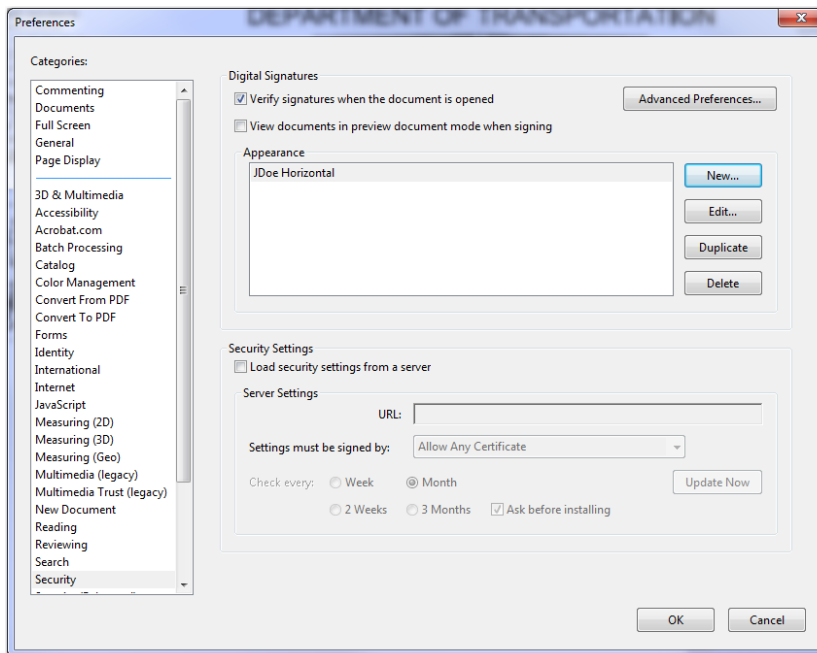 DEPARTMENT OF TRANSPORTATION
Preferences
Categories:
Commenting
Documents
Full Screen
General
Page Display
3D & Multimedia
Accessibility
Acrobat.com
Batch Processing
Catalog
Color Management
Convert From PDF
Convert To PDF
Forms
Identity
International
Internet
JavaScript
Measuring (2D)
Measuring (3D)
Measuring (Geo)
Multimedia (legacy)
Multimedia Trust (legacy)
New Document
Reading
Reviewing
Search
Security
Digital Signatures
Verify signatures when the document is opened
Advanced Preferences...
View documents in preview document mode when signing
Appearance
JDoe Horizontal
New...
Edit...
Duplicate
Delete
Security Settings
Load security settings from a server
Server Settings
URL:
Settings must be signed by: Allow Any Certificate
Check every: Week Month Update Now
2 Weeks 3 Months Ask before installing
OK Cancel